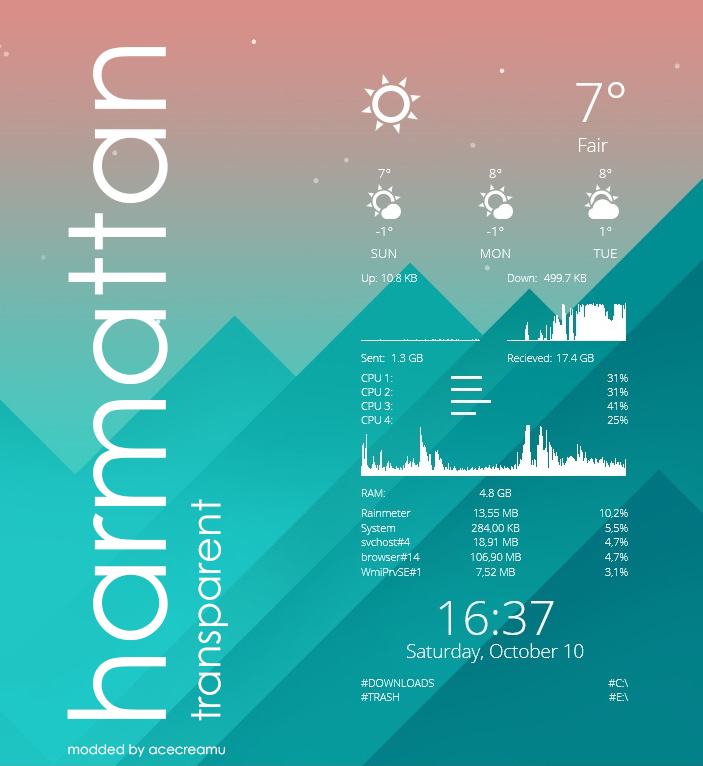 harmattan
transparent
modded by acecreamu
7°
Fair
7° 8° 8°
-1° -1° 1°
SUN MON TUE
Up: 10.8 KB Down: 499.7 KB
Sent: 1.3 GB Recieved: 17.4 GB
CPU 1: 31%
CPU 2: 31%
CPU 3: 41%
CPU 4: 25%
RAM: 4.8 GB
Rainmeter 13,55 MB 10,2%
System 284,00 KB 5,5%
svchost#4 18,91 MB 4,7%
browser#14 106,90 MB 4,7%
WmiPrvSE#1 7,52 MB 3,1%
16:37
Saturday, October 10
#DOWNLOADS #C:\
#TRASH #E:\